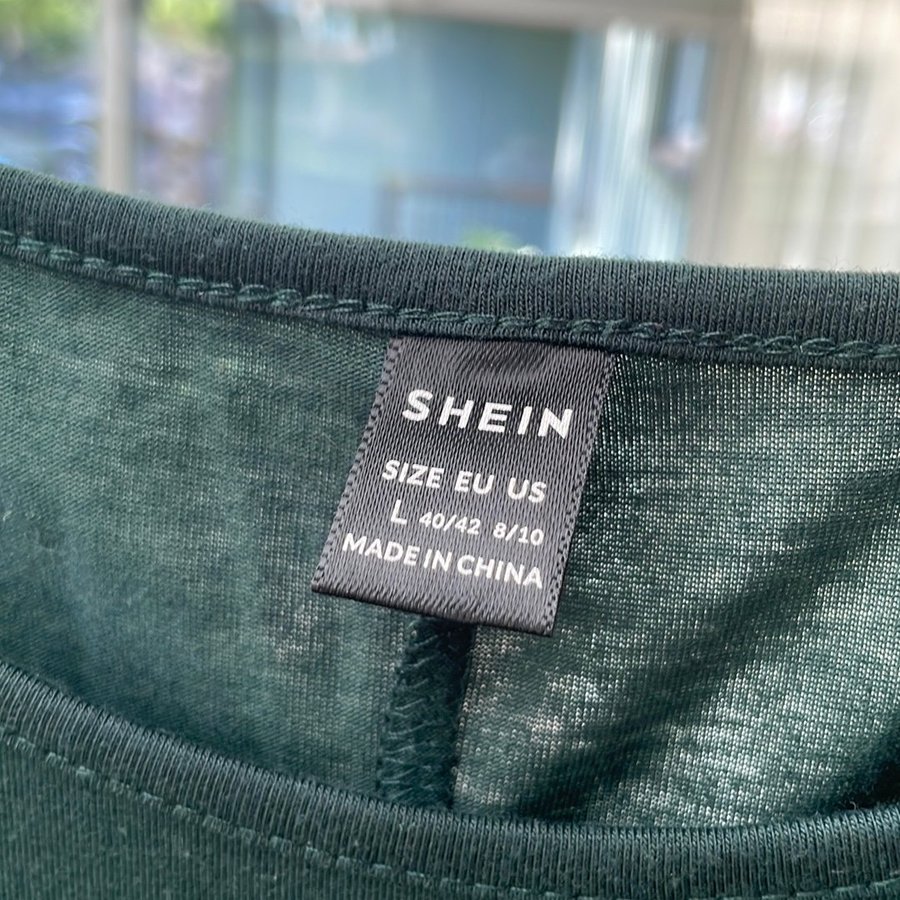 SHEIN
SIZE EU US
L 40/42 8/10
MADE IN CHINA